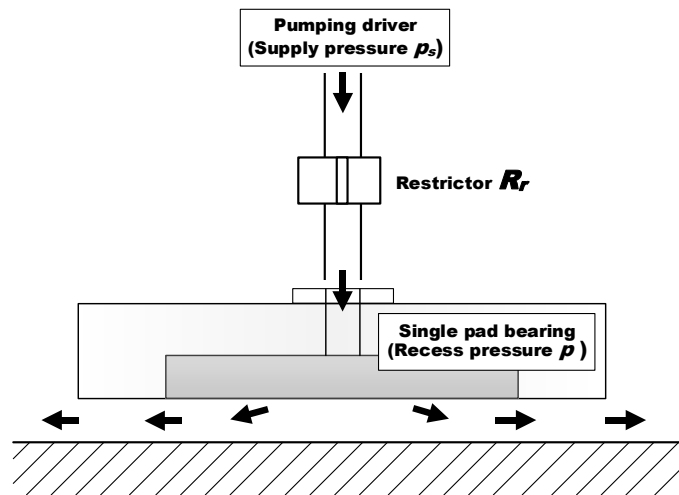 Pumping driver
(Supply pressure pₛ)
Restrictor Rᵣ
Single pad bearing
(Recess pressure p )